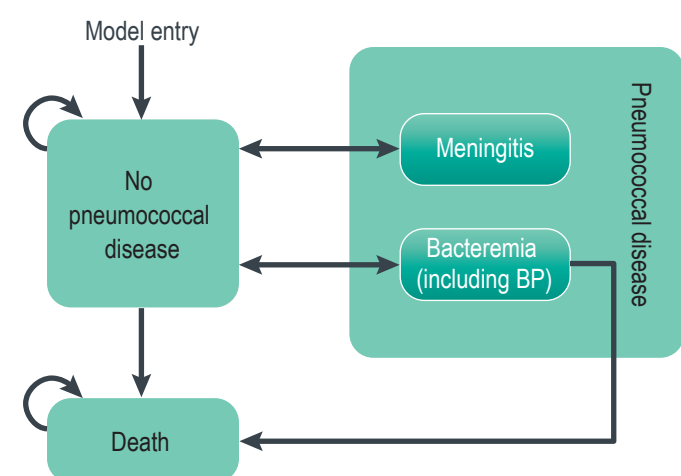 Model entry
No
pneumococcal
disease
Meningitis
Bacteremia
(including BP)
Pneumococcal disease
Death